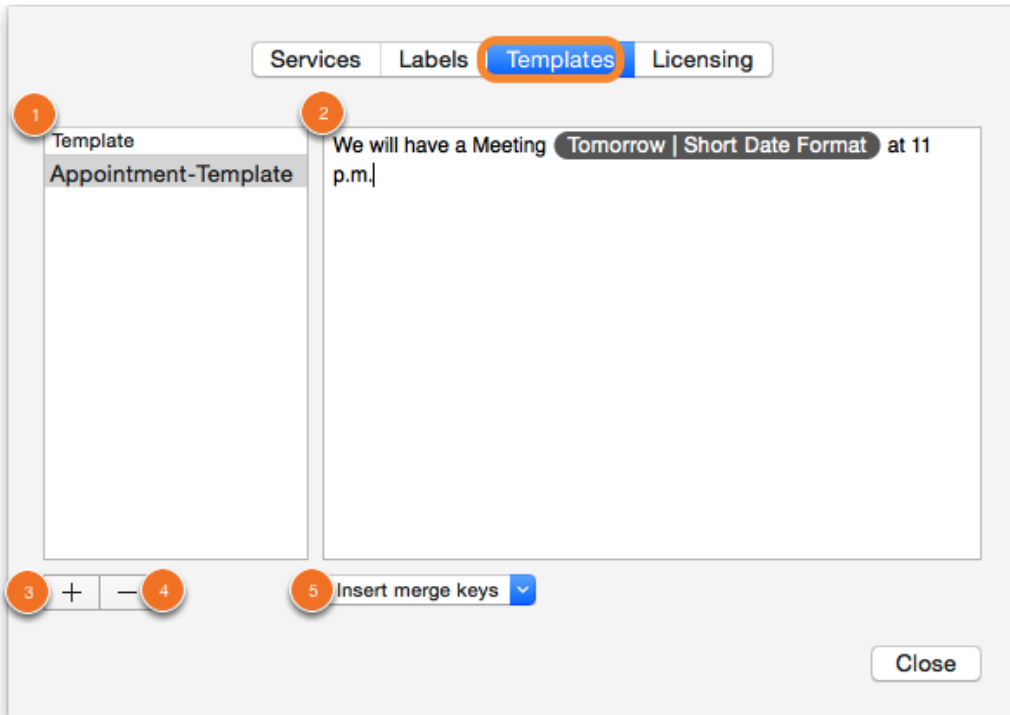 Services Labels Templates Licensing
1 2
Template
Appointment-Template
We will have a Meeting Tomorrow | Short Date Format at 11
p.m.
3 + – 4 5 Insert merge keys
Close